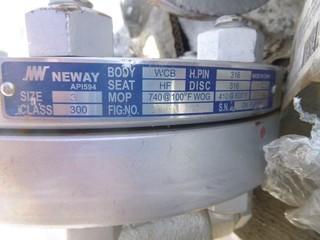 NEWAY BODY WCB H.PIN 316
API594 SEAT HF DISC 316
SIZE 3 MOP 740@100°F WOG
CLASS 300 FIG.NO. S.N.